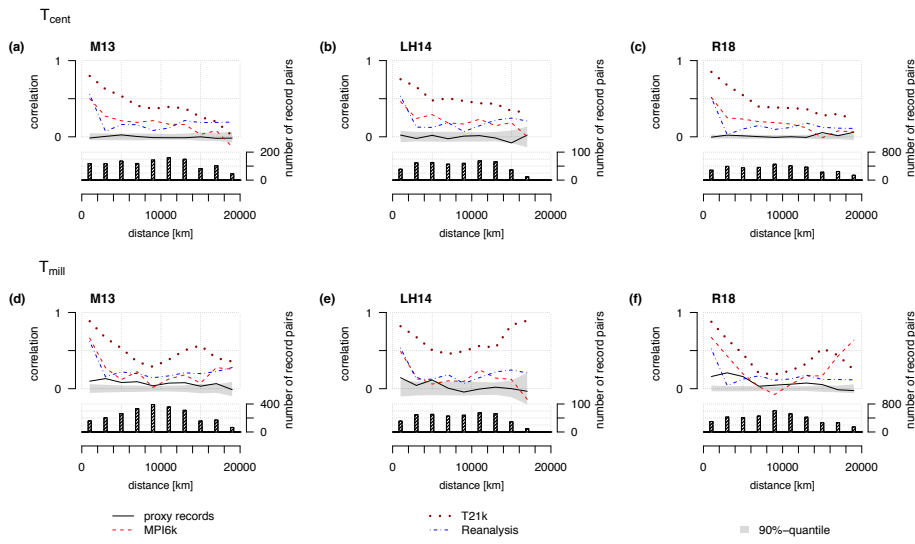 T_cent
(a) M13 (b) LH14 (c) R18
1 1 1
correlation correlation correlation
0 0 0
200 100 800
0 0 0
number of record pairs number of record pairs number of record pairs
0 10000 20000 0 10000 20000 0 10000 20000
distance [km] distance [km] distance [km]
T_mill
(d) M13 (e) LH14 (f) R18
1 1 1
correlation correlation correlation
0 0 0
400 100 800
0 0 0
number of record pairs number of record pairs number of record pairs
0 10000 20000 0 10000 20000 0 10000 20000
distance [km] distance [km] distance [km]
proxy records T21k
MPI6k Reanalysis 90%−quantile